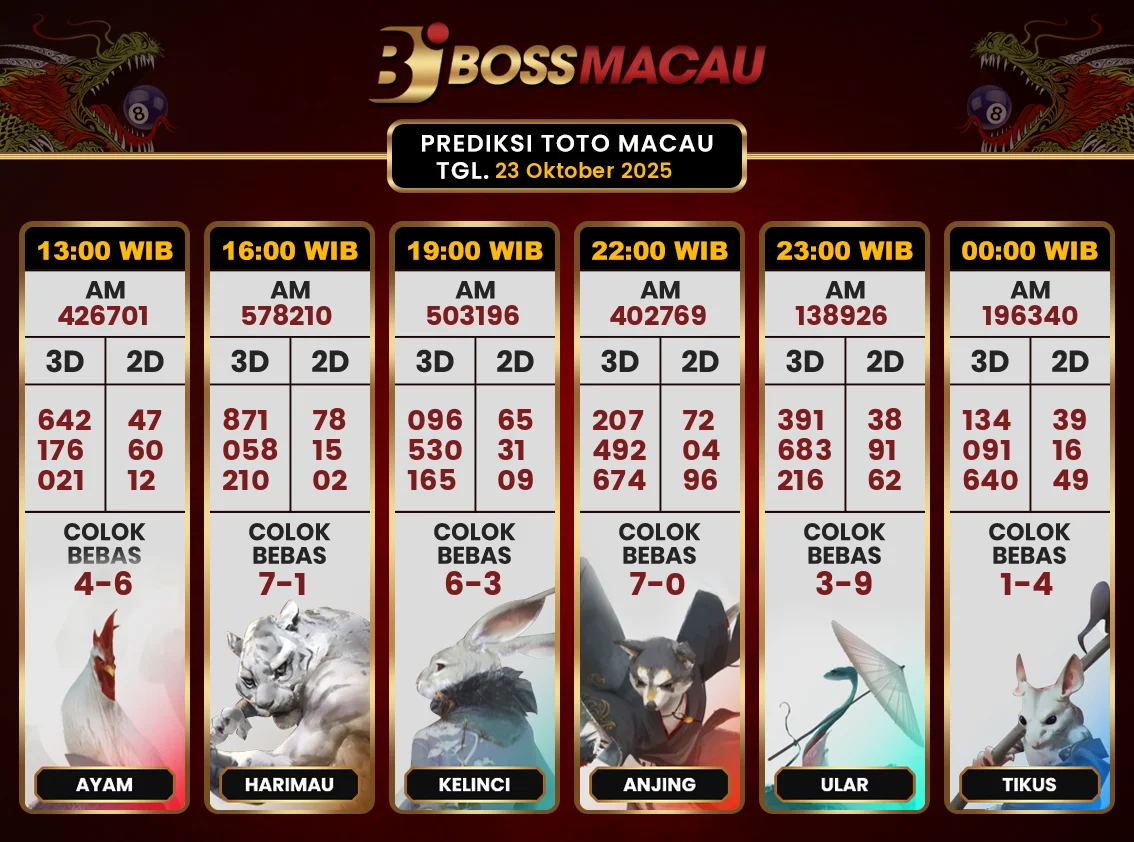 BJ BOSSMACAU
8
8
PREDIKSI TOTO MACAU
TGL. 23 Oktober 2025
13:00 WIB
AM
426701
3D 2D
642 47
176 60
021 12
COLOK
BEBAS
4-6
AYAM
16:00 WIB
AM
578210
3D 2D
871 78
058 15
210 02
COLOK
BEBAS
7-1
HARIMAU
19:00 WIB
AM
503196
3D 2D
096 65
530 31
165 09
COLOK
BEBAS
6-3
KELINCI
22:00 WIB
AM
402769
3D 2D
207 72
492 04
674 96
COLOK
BEBAS
7-0
ANJING
23:00 WIB
AM
138926
3D 2D
391 38
683 91
216 62
COLOK
BEBAS
3-9
ULAR
00:00 WIB
AM
196340
3D 2D
134 39
091 16
640 49
COLOK
BEBAS
1-4
TIKUS